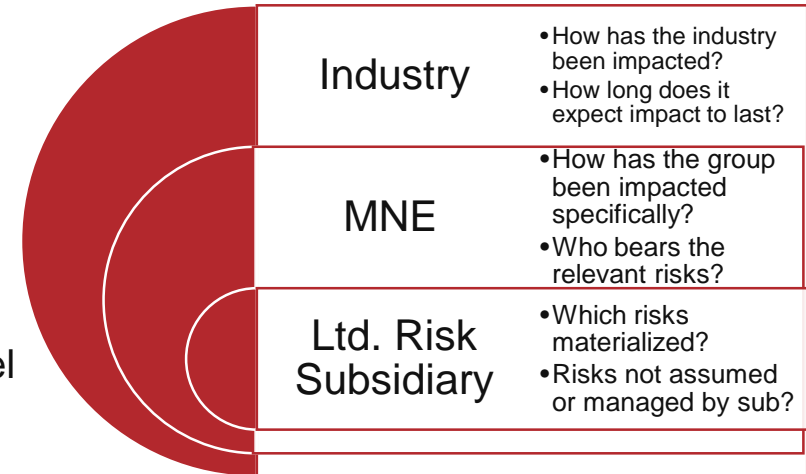 Industry
•How has the industry
been impacted?
•How long does it
expect impact to last?
MNE
•How has the group
been impacted
specifically?
•Who bears the
relevant risks?
el
Ltd. Risk
Subsidiary
•Which risks
materialized?
•Risks not assumed
or managed by sub?